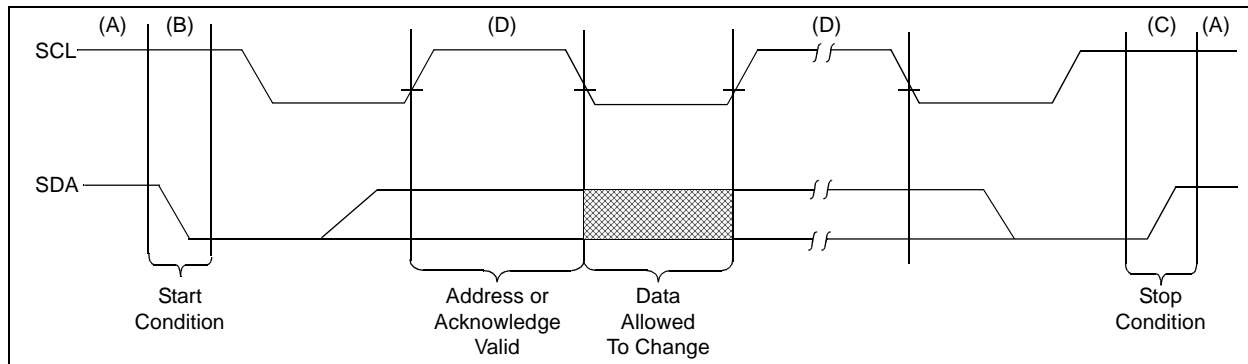 (A) (B) (D) (D) (C) (A)
SCL
SDA
Start
Condition
Address or
Acknowledge
Valid
Data
Allowed
To Change
Stop
Condition